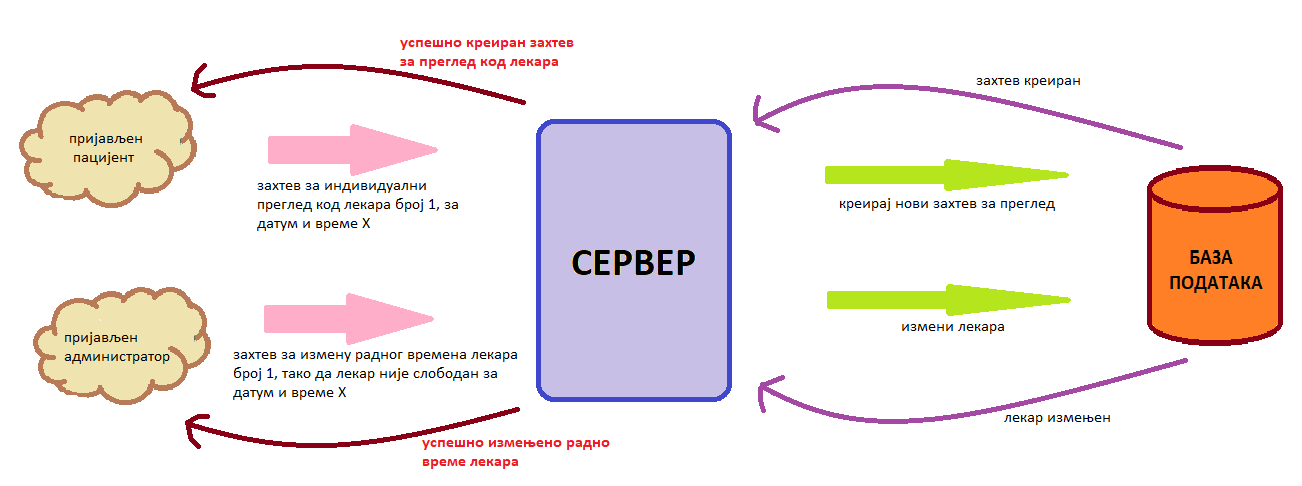 успешно креиран захтев
за преглед код лекара
захтев креиран
пријављен
пацијент
захтев за индивидуални
преглед код лекара број 1, за
датум и време X
креирај нови захтев за преглед
СЕРВЕР
БАЗА
ПОДАТАКА
пријављен
администратор
захтев за измену радног времена лекара
број 1, тако да лекар није слободан за
датум и време X
измени лекара
лекар измењен
успешно измењено радно
време лекара